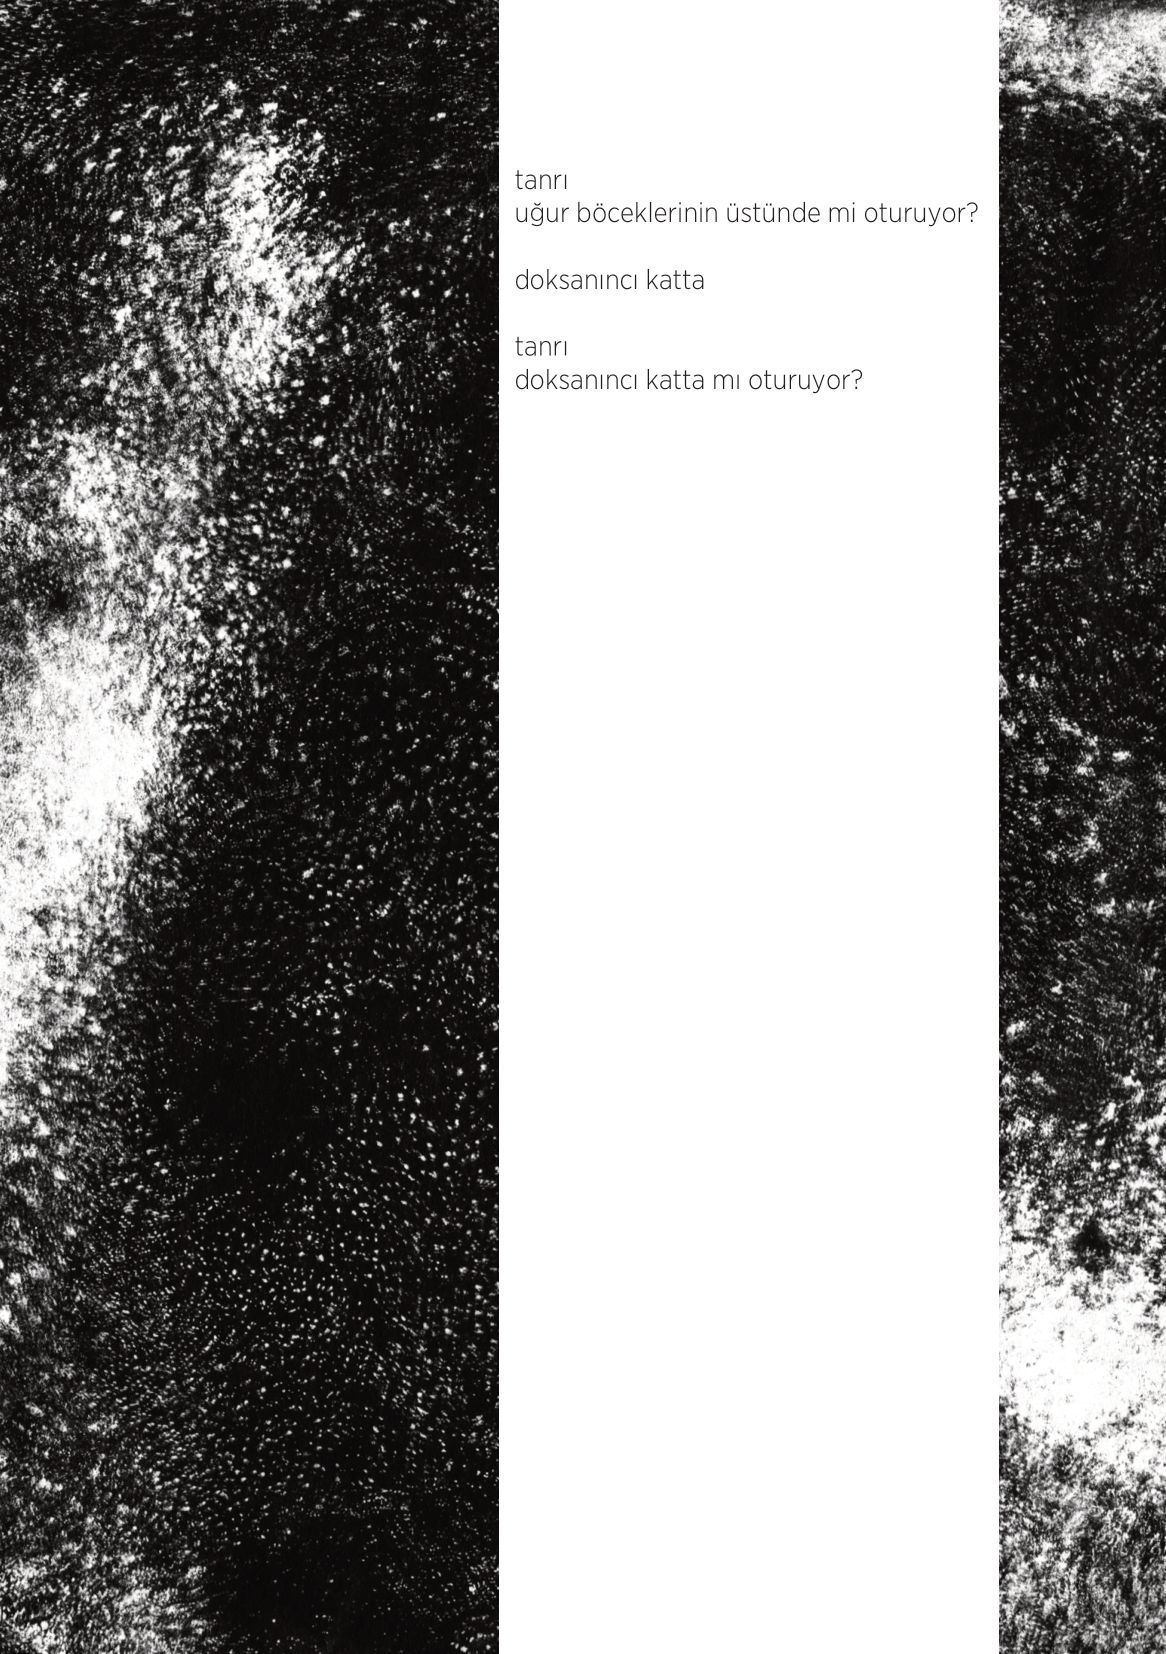 tanrı
uğur böceklerinin üstünde mi oturuyor?
doksanıncı katta
tanrı
doksanıncı katta mı oturuyor?